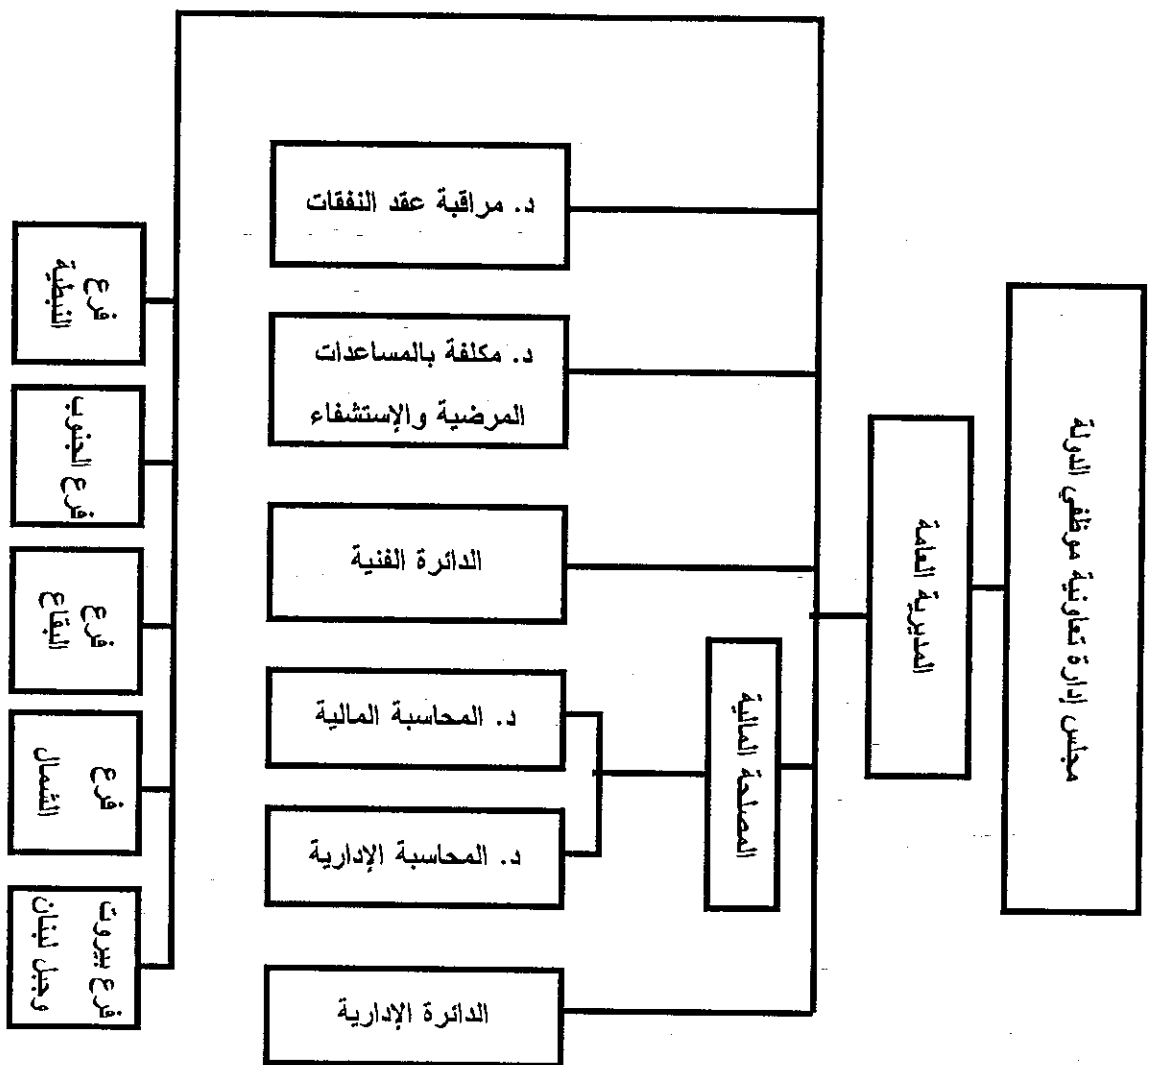 مجلس إدارة تعاونية موظفي الدولة
المديرية العامة
المصلحة المالية
د. مراقبة عقد النفقات
د. مكلفة بالمساعدات
المرضية والإستشفاء
الدائرة الفنية
د. المحاسبة المالية
د. المحاسبة الإدارية
الدائرة الإدارية
فرع
النبطية
فرع الجنوب
فرع
البقاع
فرع
الشمال
فرع بيروت
وجبل لبنان